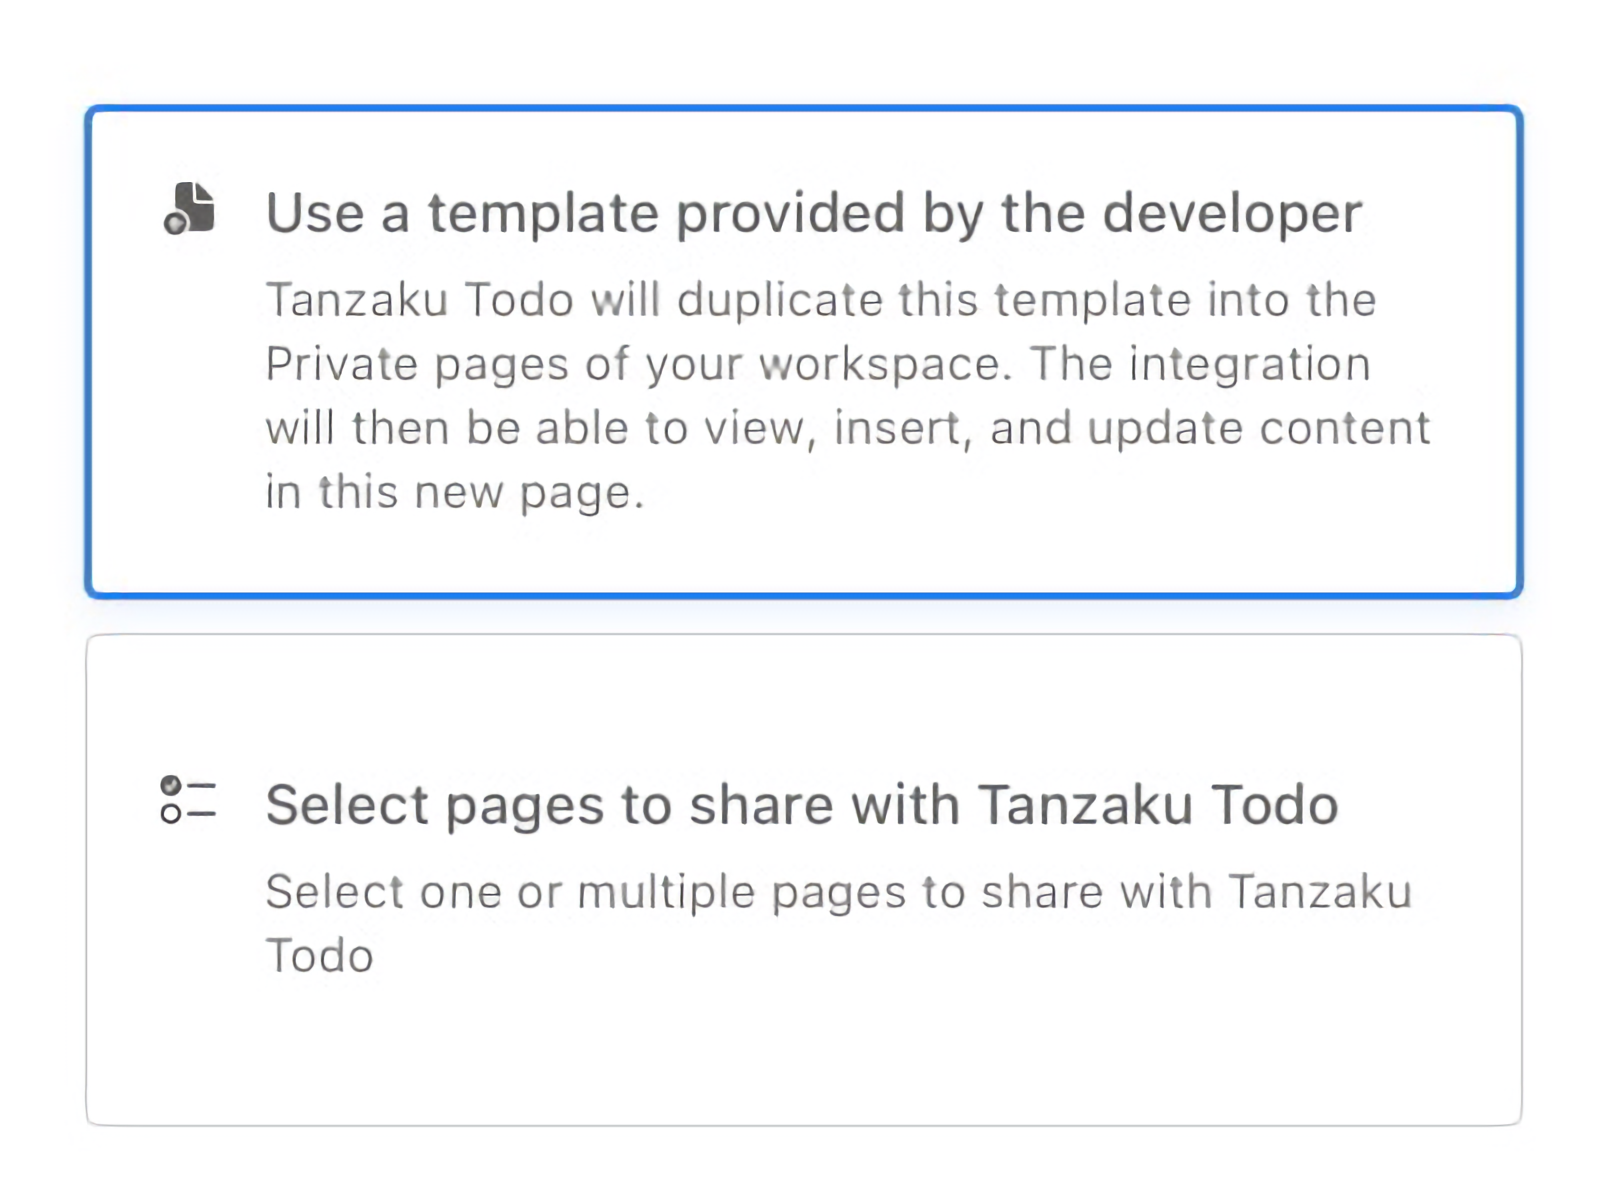 Use a template provided by the developer
Tanzaku Todo will duplicate this template into the
Private pages of your workspace. The integration
will then be able to view, insert, and update content
in this new page.
Select pages to share with Tanzaku Todo
Select one or multiple pages to share with Tanzaku
Todo